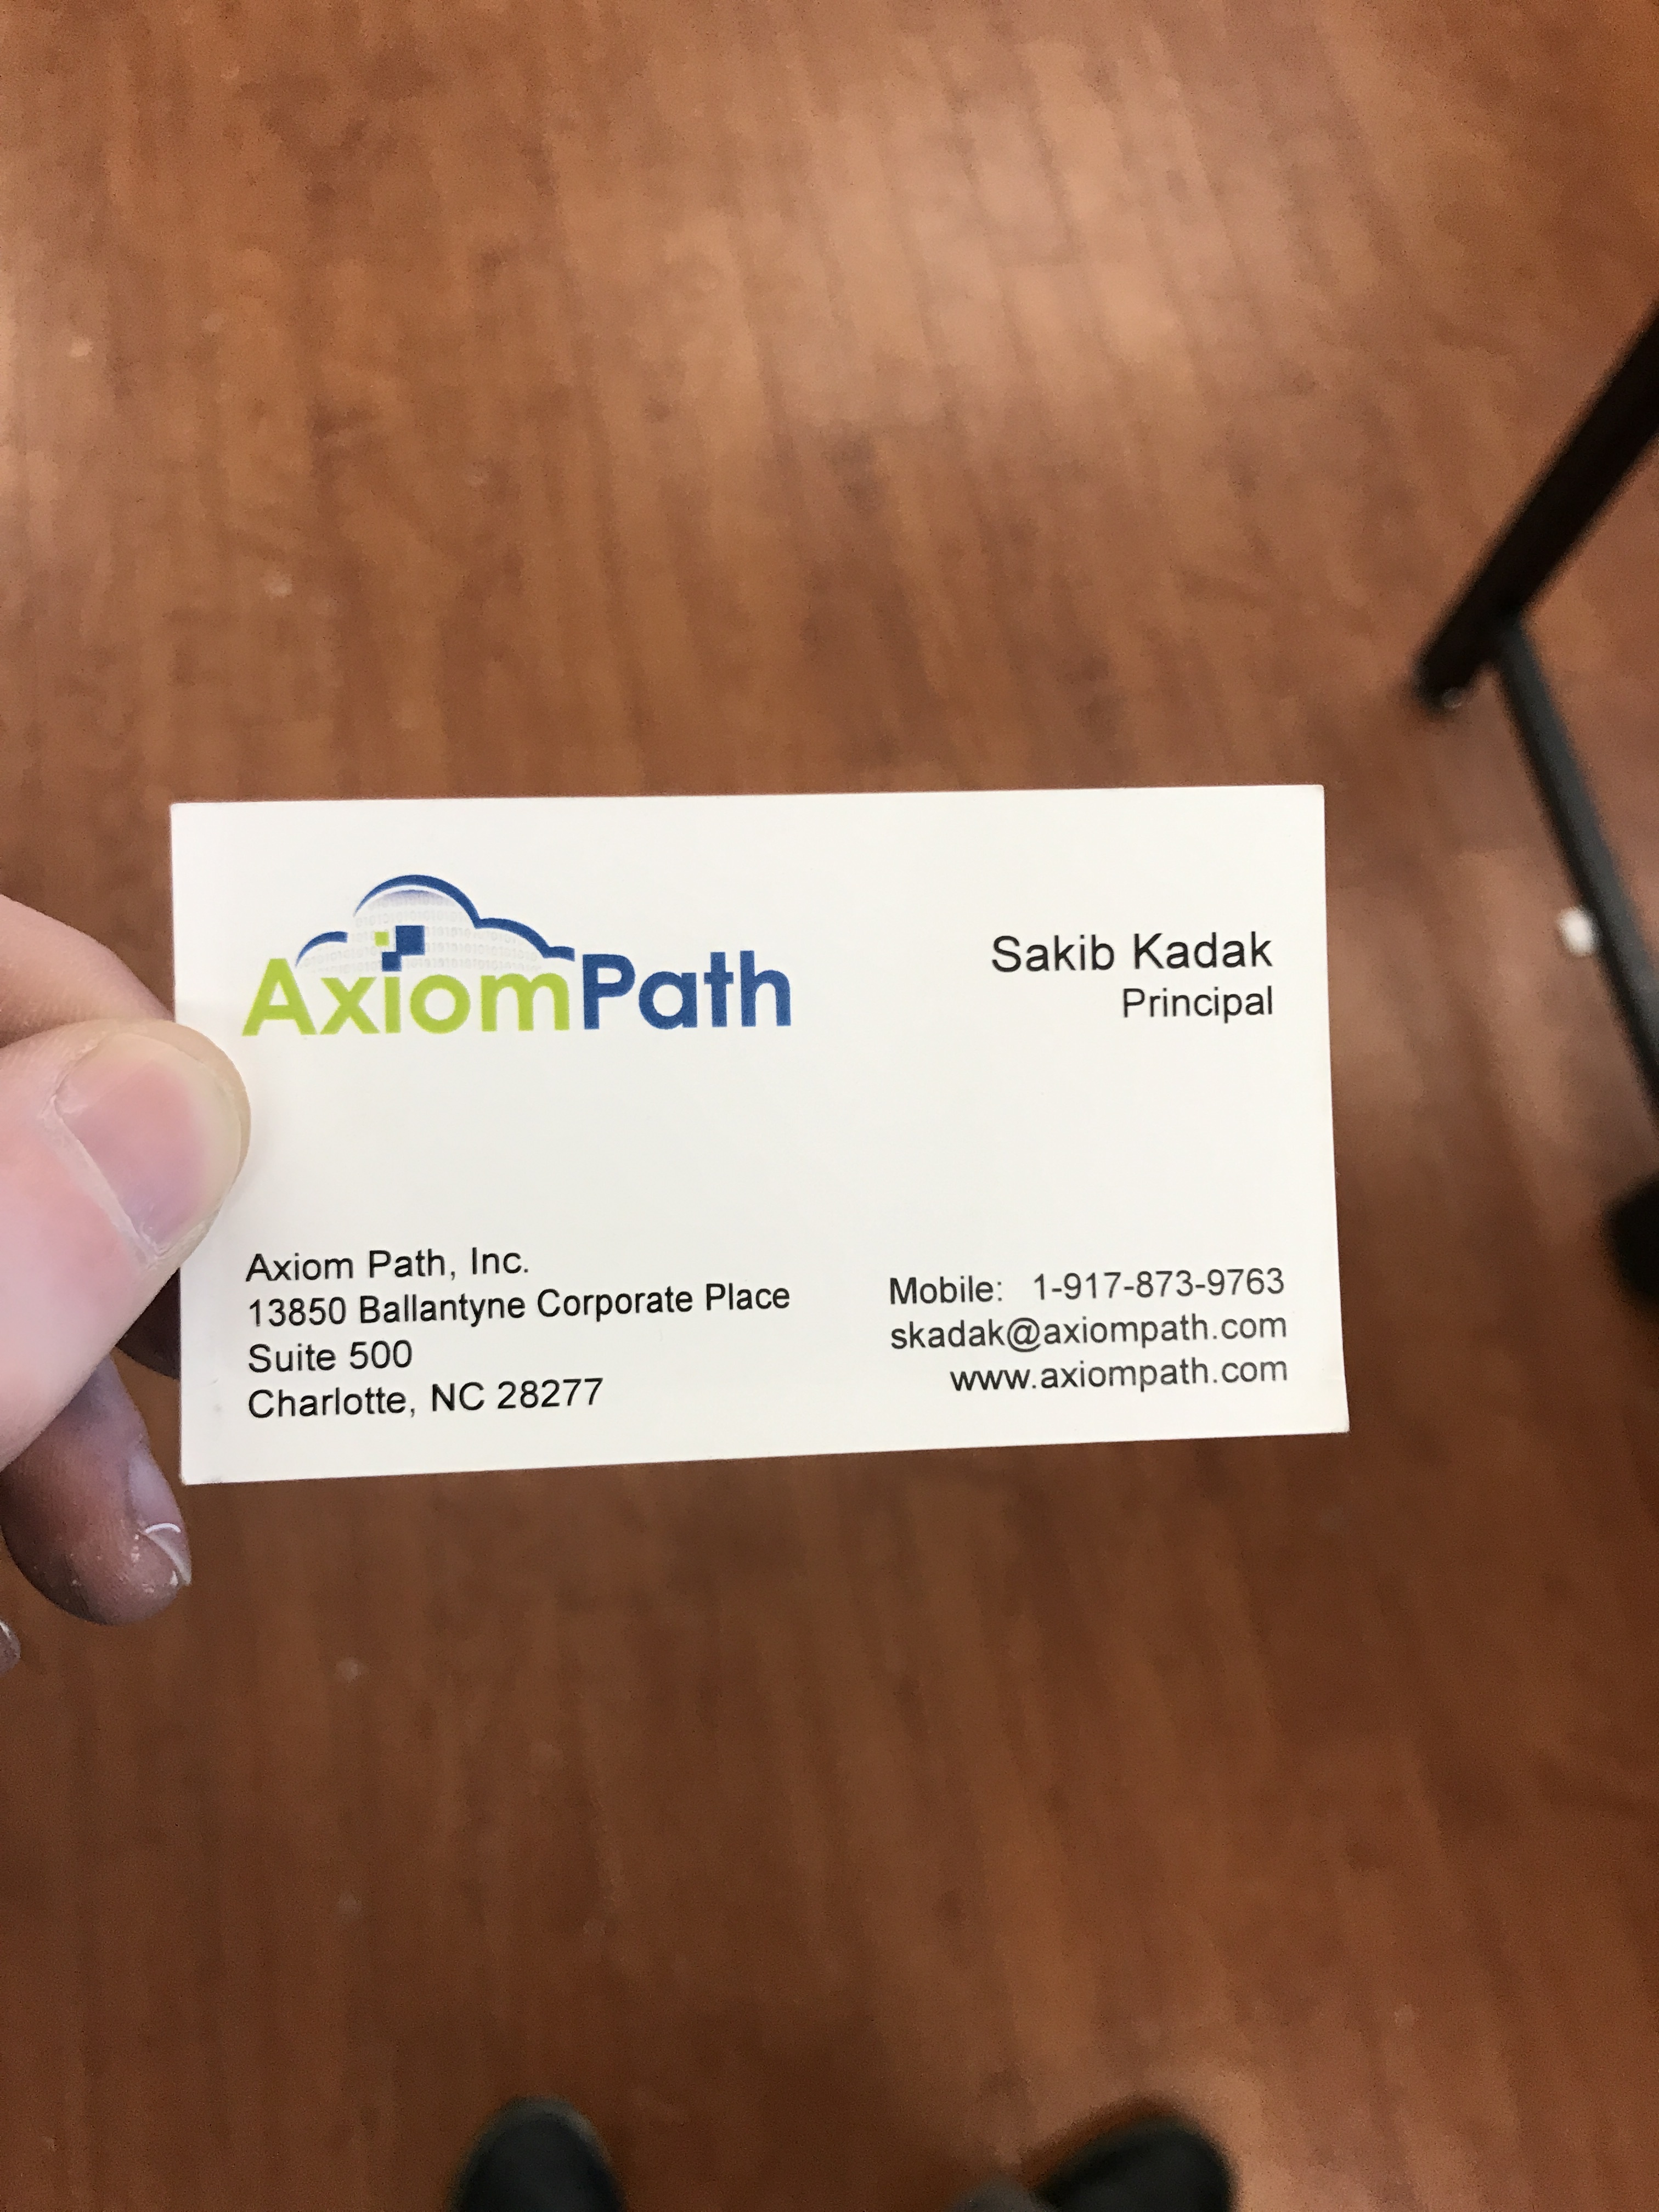 AxiomPath
Sakib Kadak
Principal
Axiom Path, Inc.
13850 Ballantyne Corporate Place
Suite 500
Charlotte, NC 28277
Mobile: 1-917-873-9763
skadak@axiompath.com
www.axiompath.com